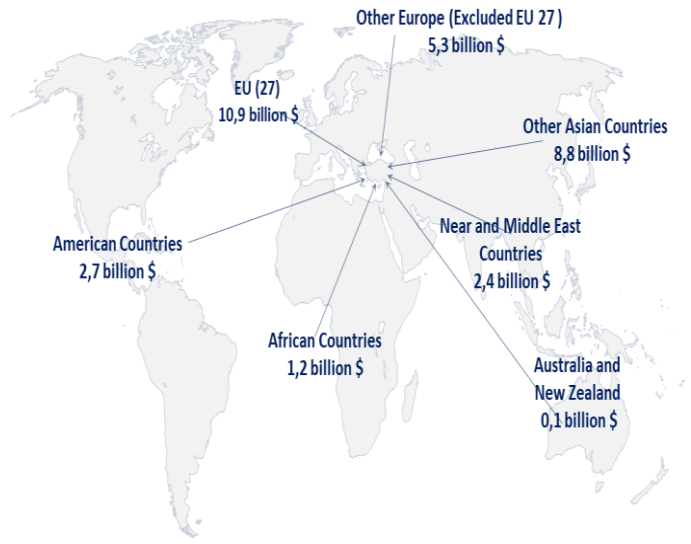 Other Europe (Excluded EU 27 )
5,3 billion $
EU (27)
10,9 billion $
Other Asian Countries
8,8 billion $
American Countries
2,7 billion $
Near and Middle East
Countries
2,4 billion $
African Countries
1,2 billion $
Australia and
New Zealand
0,1 billion $